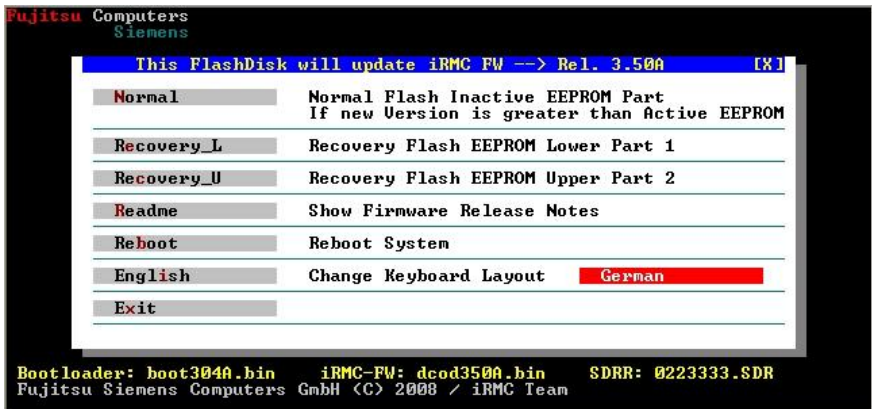 Fujitsu Computers
Siemens
This FlashDisk will update iRMC FW --> Rel. 3.50A [X]
Normal Normal Flash Inactive EEPROM Part
If new Version is greater than Active EEPROM
Recovery_L Recovery Flash EEPROM Lower Part 1
Recovery_U Recovery Flash EEPROM Upper Part 2
Readme Show Firmware Release Notes
Reboot Reboot System
English Change Keyboard Layout German
Exit
Bootloader: boot304A.bin iRMC-FW: dcod350A.bin SDRR: 0223333.SDR
Fujitsu Siemens Computers GmbH (C) 2008 / iRMC Team